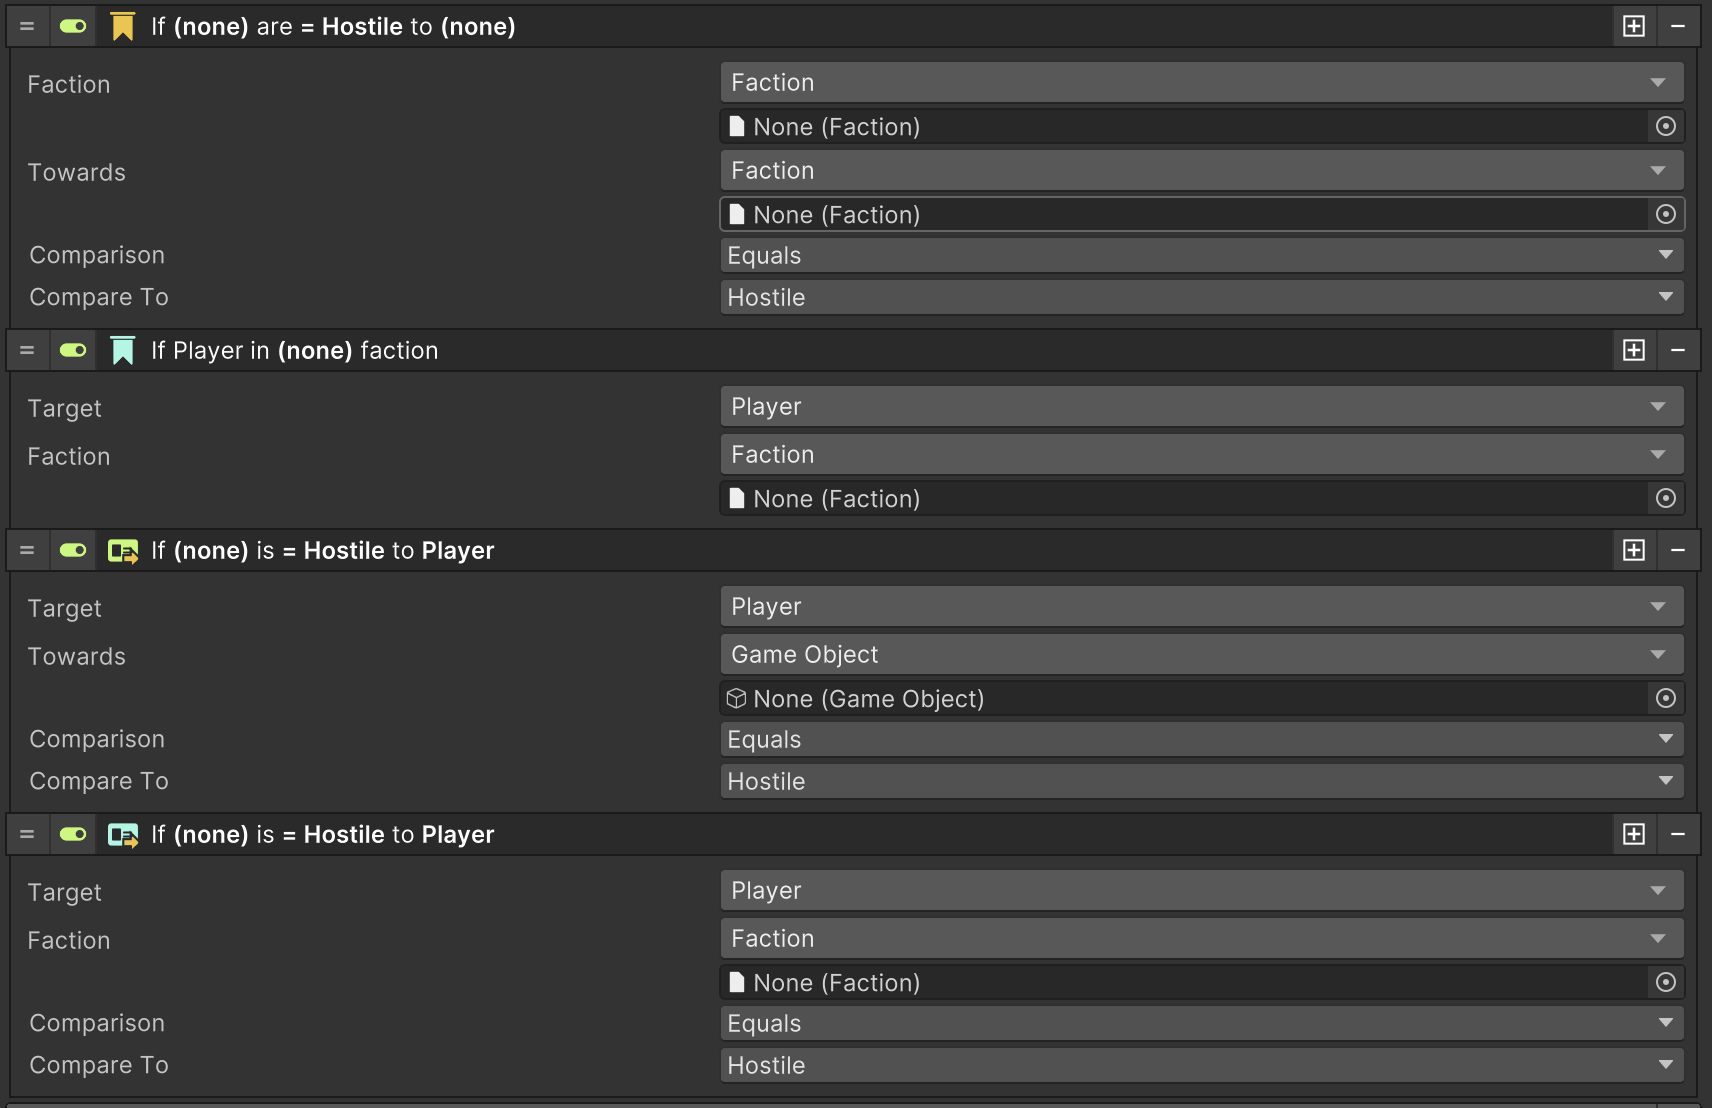 If (none) are = Hostile to (none)
Faction
Faction
None (Faction)
Towards
Faction
None (Faction)
Comparison
Equals
Compare To
Hostile
If Player in (none) faction
Target
Player
Faction
Faction
None (Faction)
If (none) is = Hostile to Player
Target
Player
Towards
Game Object
None (Game Object)
Comparison
Equals
Compare To
Hostile
If (none) is = Hostile to Player
Target
Player
Faction
Faction
None (Faction)
Comparison
Equals
Compare To
Hostile